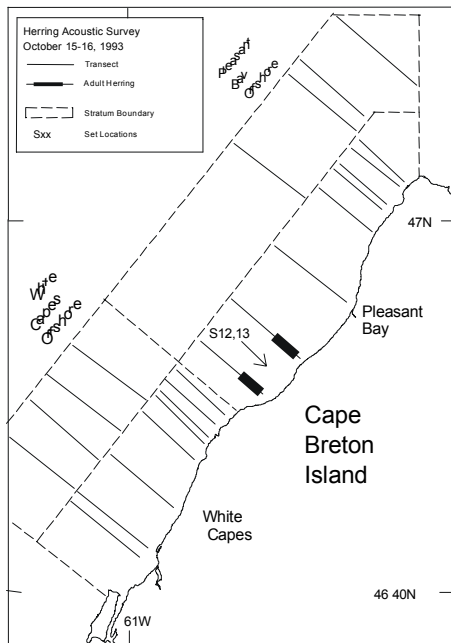 Herring Acoustic Survey
October 15-16, 1993
Transect
Adult Herring
Stratum Boundary
Sxx Set Locations
Pleasant
Bay
Offshore
47N
White
Capes
Offshore
Pleasant
Bay
S12,13
Cape
Breton
Island
White
Capes
46 40N
61W